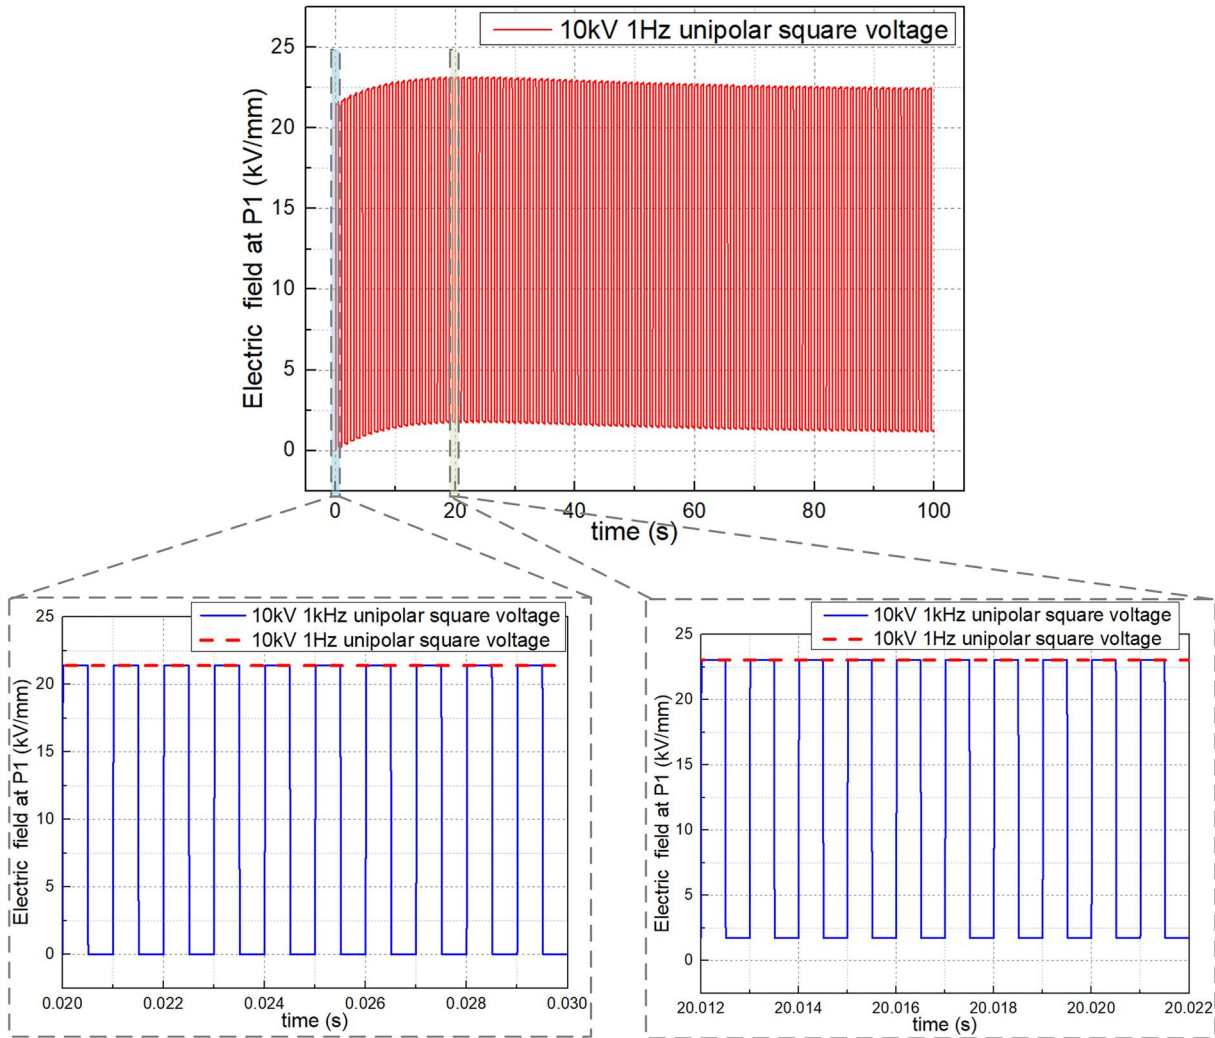 10kV 1Hz unipolar square voltage
25
20
15
10
5
0
Electric field at P1 (kV/mm)
0 20 40 60 80 100
time (s)
10kV 1kHz unipolar square voltage
10kV 1Hz unipolar square voltage
25
20
15
10
5
0
Electric field at P1 (kV/mm)
0.020 0.022 0.024 0.026 0.028 0.030
time (s)
10kV 1kHz unipolar square voltage
10kV 1Hz unipolar square voltage
25
20
15
10
5
0
Electric field at P1 (kV/mm)
20.012 20.014 20.016 20.018 20.020 20.022
time (s)